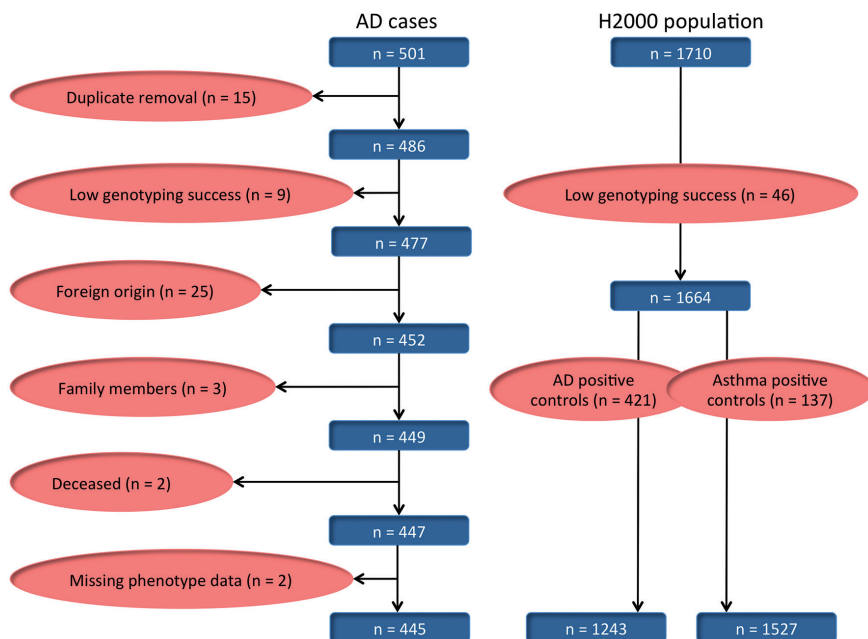 AD cases
n = 501
Duplicate removal (n = 15)
n = 486
Low genotyping success (n = 9)
n = 477
Foreign origin (n = 25)
n = 452
Family members (n = 3)
n = 449
Deceased (n = 2)
n = 447
Missing phenotype data (n = 2)
n = 445
H2000 population
n = 1710
Low genotyping success (n = 46)
n = 1664
AD positive
controls (n = 421)
Asthma positive
controls (n = 137)
n = 1243
n = 1527